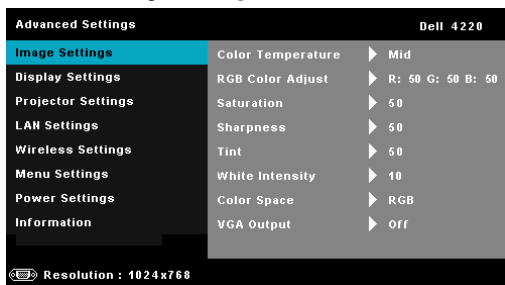 Advanced Settings Dell 4220
Image Settings Color Temperature Mid
Display Settings RGB Color Adjust R: 50 G: 50 B: 50
Projector Settings Saturation 50
LAN Settings Sharpness 50
Wireless Settings Tint 50
Menu Settings White Intensity 10
Power Settings Color Space RGB
Information VGA Output Off
Resolution : 1024x768